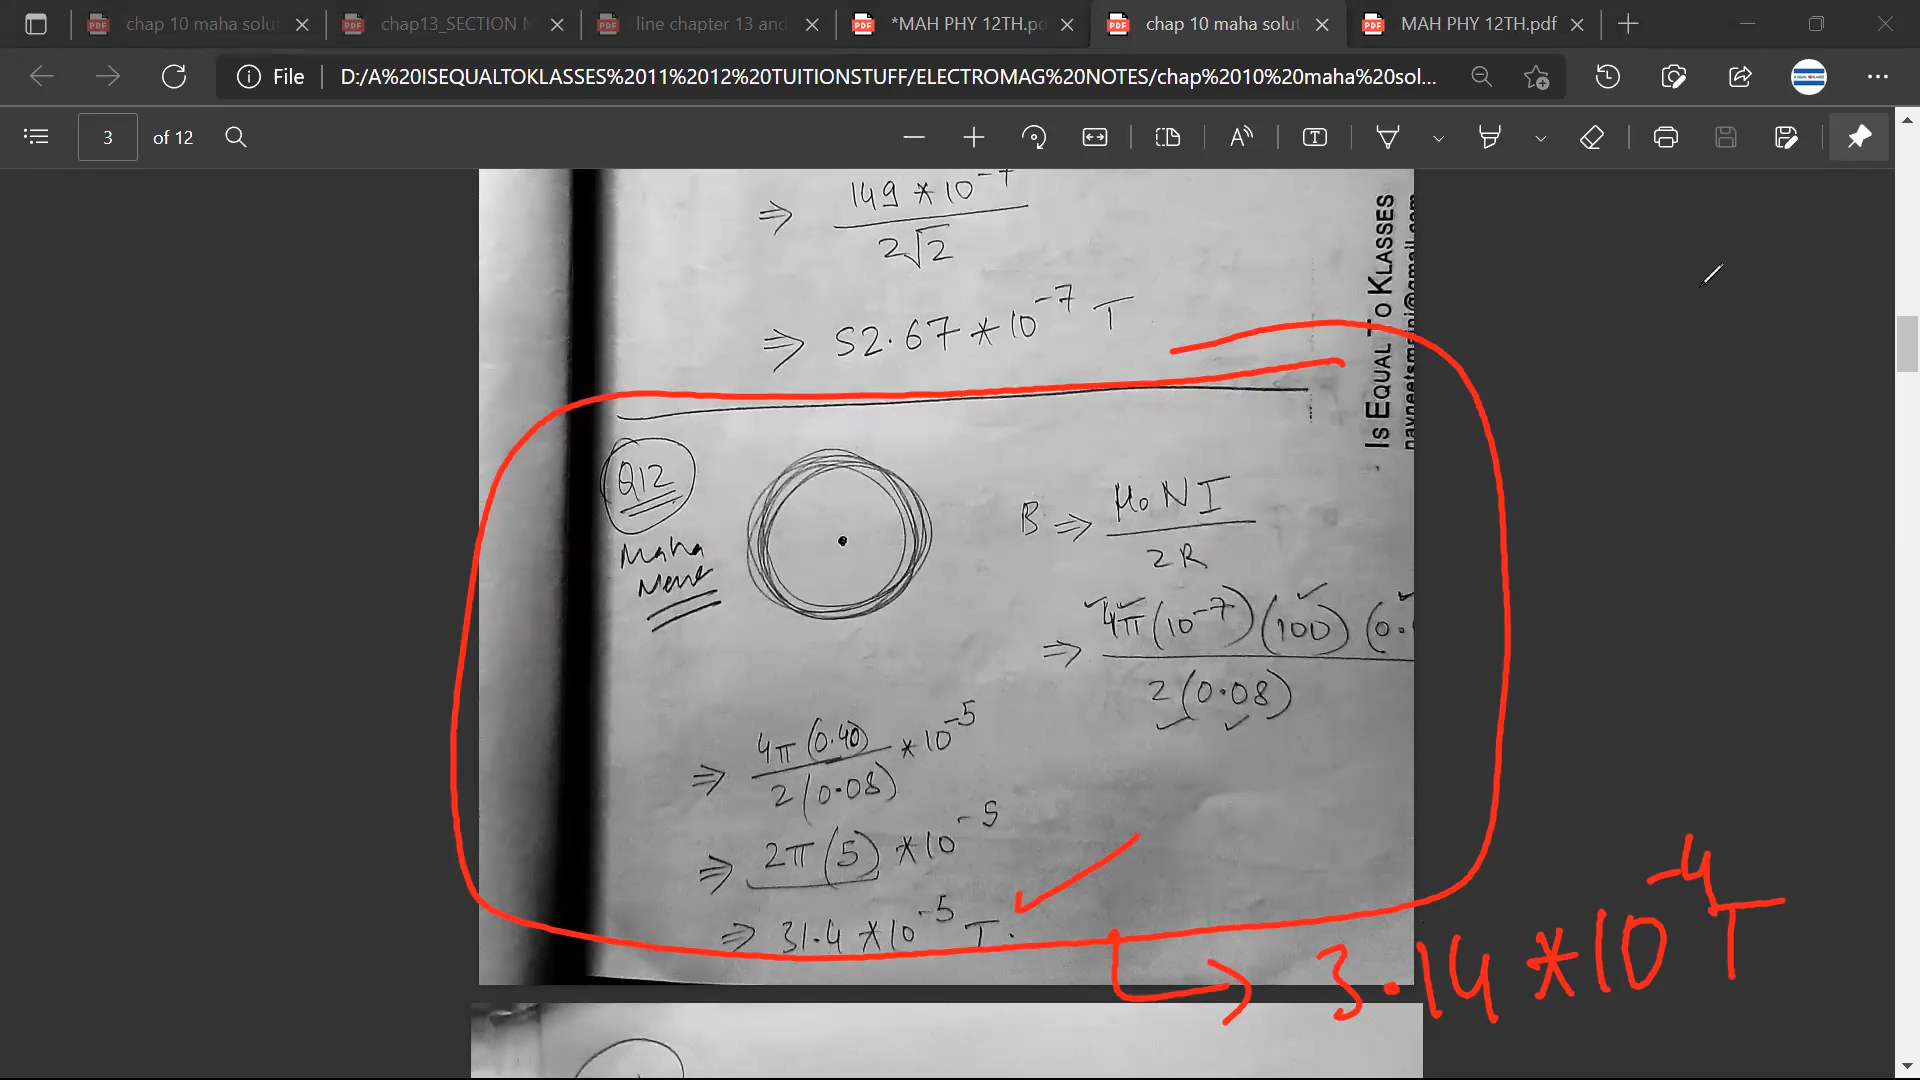 chap 10 maha solut
chap13_SECTION N
line chapter 13 and
*MAH PHY 12TH.pd
chap 10 maha solut
MAH PHY 12TH.pdf
File
D:/A%20ISEQUALTOKLASSES%2011%2012%20TUITIONSTUFF/ELECTROMAG%20NOTES/chap%2010%20maha%20sol...
3 of 12
⇒ 149 * 10⁻⁷ / 2√2
⇒ 52.67 * 10⁻⁷ T
IS EQUAL TO KLASSES
navneetsmaini@gmail.com
Q12
Maha
B ⇒ μ₀NI / 2R
⇒ 4π(10⁻⁷)(100)(0. / 2(0.08)
⇒ 4π(0.40) / 2(0.08) * 10⁻⁵
⇒ 2π(5) * 10⁻⁵
⇒ 31.4 * 10⁻⁵ T.
3.14 * 10⁻⁴ T